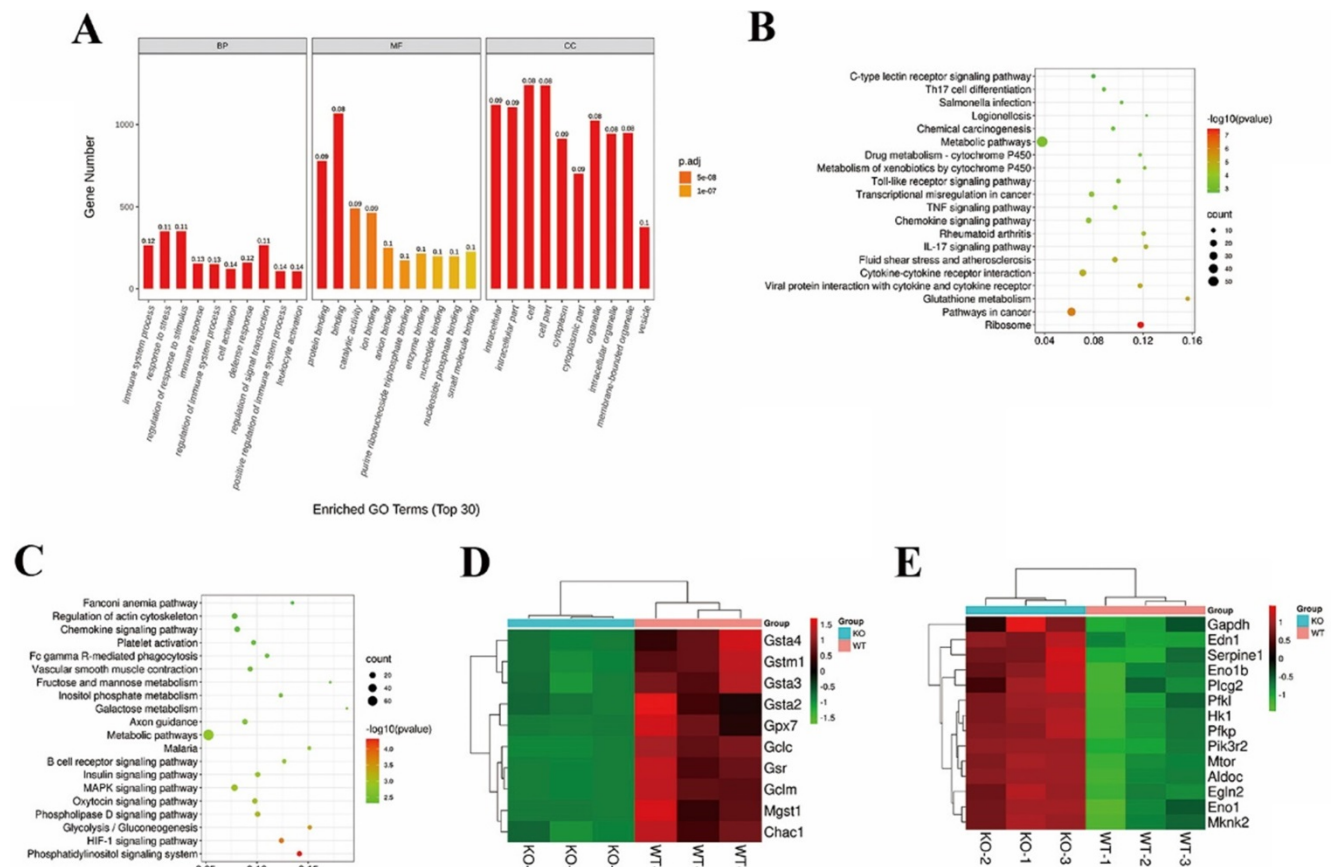 A
BP
MF
CC
Gene Number
1000
500
0
0.12
0.11
0.11
0.13
0.13
0.14
0.12
0.11
0.14
0.14
0.09
0.08
0.09
0.09
0.1
0.1
0.1
0.1
0.1
0.1
0.09
0.09
0.08
0.08
0.09
0.09
0.08
0.08
0.08
0.1
p.adj
5e-08
1e-07
immune system process
response to stress
regulation of response to stimulus
immune response
regulation of immune system process
cell activation
defense response
regulation of signal transduction
positive regulation of immune system process
leukocyte activation
protein binding
binding
catalytic activity
ion binding
anion binding
purine ribonucleoside triphosphate binding
enzyme binding
nucleotide binding
nucleoside phosphate binding
small molecule binding
intracellular
intracellular part
cell
cell part
cytoplasm
cytoplasmic part
organelle
intracellular organelle
membrane-bounded organelle
vesicle
Enriched GO Terms (Top 30)
B
C-type lectin receptor signaling pathway
Th17 cell differentiation
Salmonella infection
Legionellosis
Chemical carcinogenesis
Metabolic pathways
Drug metabolism - cytochrome P450
Metabolism of xenobiotics by cytochrome P450
Toll-like receptor signaling pathway
Transcriptional misregulation in cancer
TNF signaling pathway
Chemokine signaling pathway
Rheumatoid arthritis
IL-17 signaling pathway
Fluid shear stress and atherosclerosis
Cytokine-cytokine receptor interaction
Viral protein interaction with cytokine and cytokine receptor
Glutathione metabolism
Pathways in cancer
Ribosome
0.04 0.08 0.12 0.16
-log10(pvalue)
7
6
5
4
3
count
10
20
30
40
50
C
Fanconi anemia pathway
Regulation of actin cytoskeleton
Chemokine signaling pathway
Platelet activation
Fc gamma R-mediated phagocytosis
Vascular smooth muscle contraction
Fructose and mannose metabolism
Inositol phosphate metabolism
Galactose metabolism
Axon guidance
Metabolic pathways
Malaria
B cell receptor signaling pathway
Insulin signaling pathway
MAPK signaling pathway
Oxytocin signaling pathway
Phospholipase D signaling pathway
Glycolysis / Gluconeogenesis
HIF-1 signaling pathway
Phosphatidylinositol signaling system
count
20
40
60
-log10(pvalue)
4.0
3.5
3.0
2.5
D
Group
Gsta4
Gstm1
Gsta3
Gsta2
Gpx7
Gclc
Gsr
Gclm
Mgst1
Chac1
KO- KO- KO- WT WT WT
1.5
1
0.5
0
-0.5
-1
-1.5
Group
KO
WT
E
Group
Gapdh
Edn1
Serpine1
Eno1b
Plcg2
Pfkl
Hk1
Pfkp
Pik3r2
Mtor
Aldoc
Egln2
Eno1
Mknk2
KO-2 KO-1 KO-3 WT-1 WT-2 WT-3
1
0.5
0
-0.5
-1
Group
KO
WT